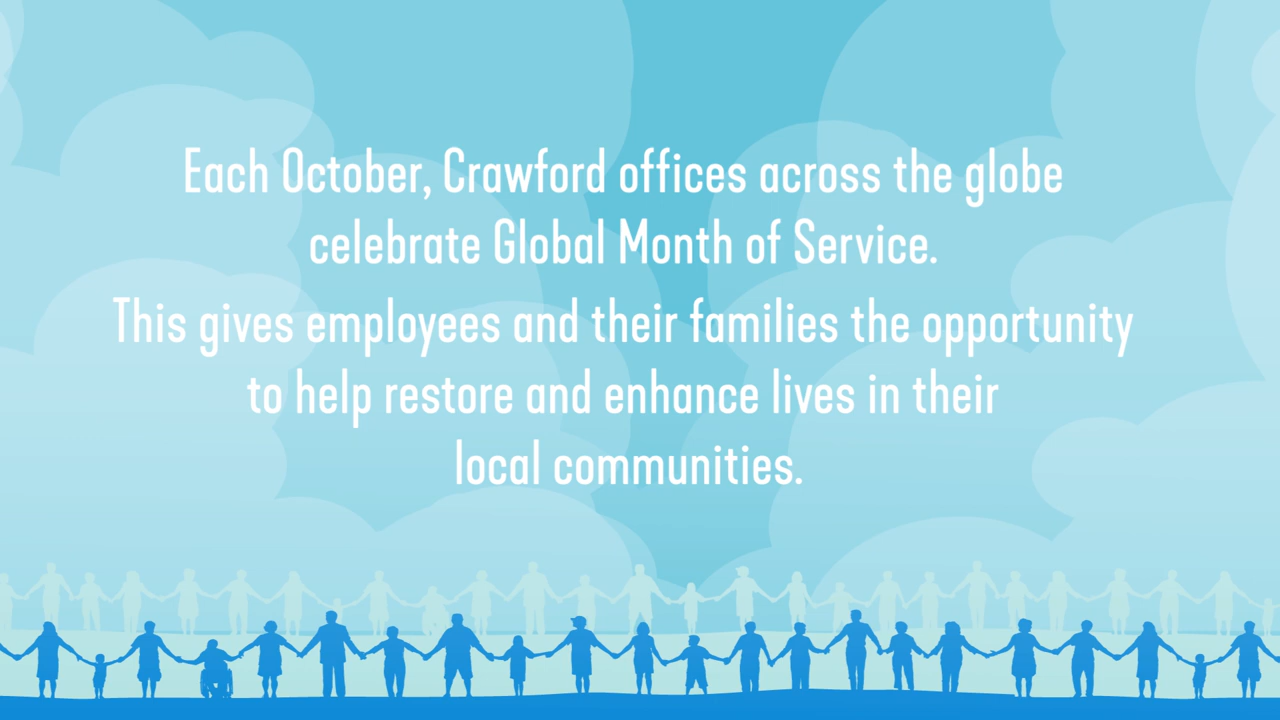 Each October, Crawford offices across the globe
celebrate Global Month of Service.
This gives employees and their families the opportunity
to help restore and enhance lives in their
local communities.